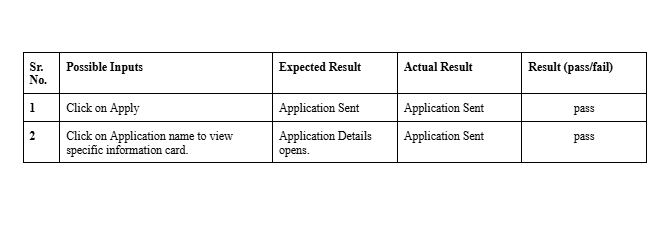 Sr. No. Possible Inputs Expected Result Actual Result Result (pass/fail)
1 Click on Apply Application Sent Application Sent pass
2 Click on Application name to view specific information card. Application Details opens. Application Sent pass